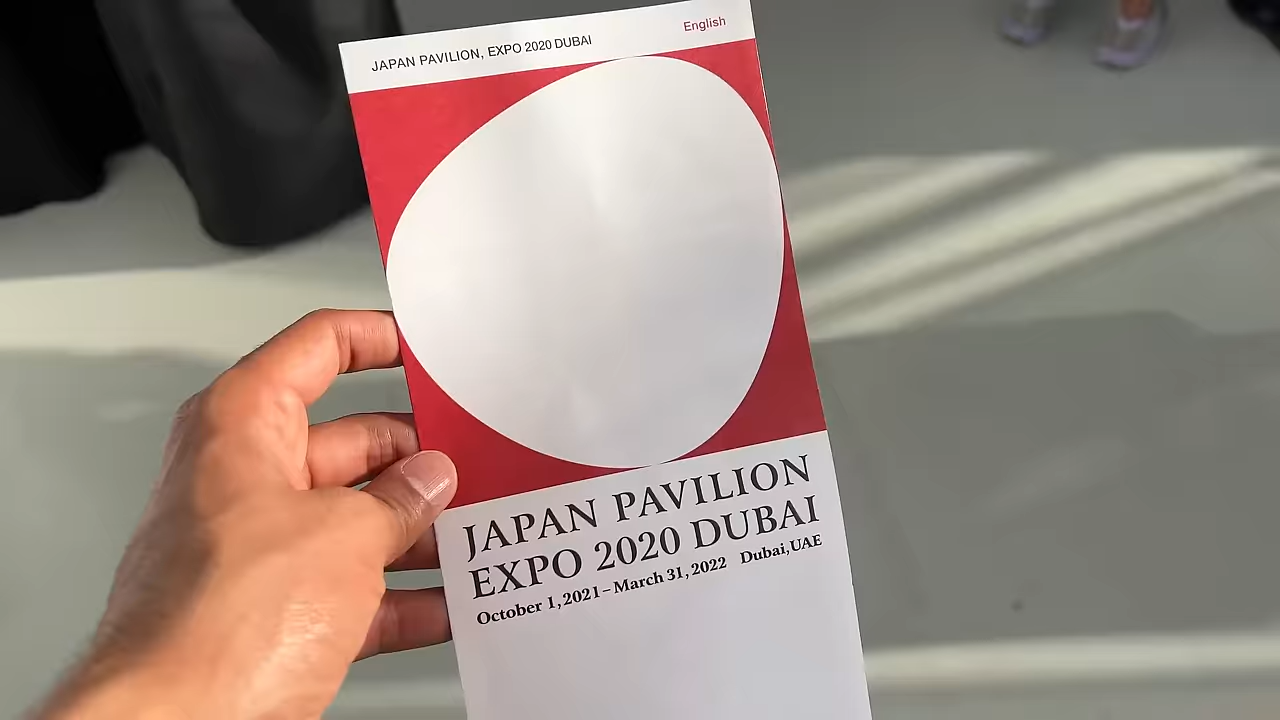 JAPAN PAVILION, EXPO 2020 DUBAI
English
JAPAN PAVILION
EXPO 2020 DUBAI
October 1, 2021 – March 31, 2022 Dubai, UAE